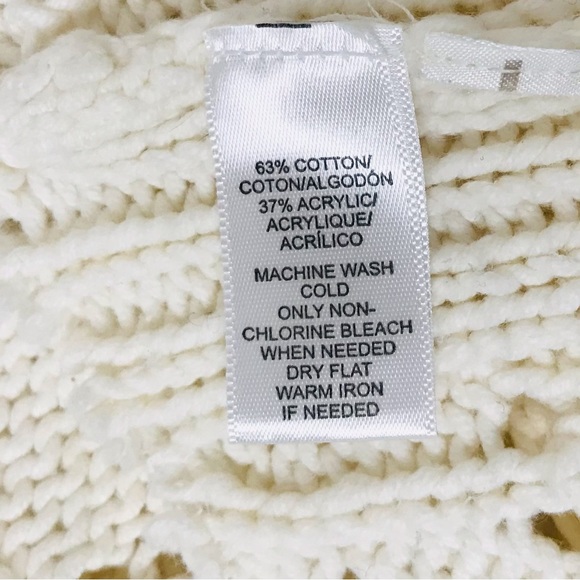 63% COTTON/
COTON/ALGODÓN
37% ACRYLIC/
ACRYLIQUE/
ACRÍLICO
MACHINE WASH
COLD
ONLY NON-
CHLORINE BLEACH
WHEN NEEDED
DRY FLAT
WARM IRON
IF NEEDED